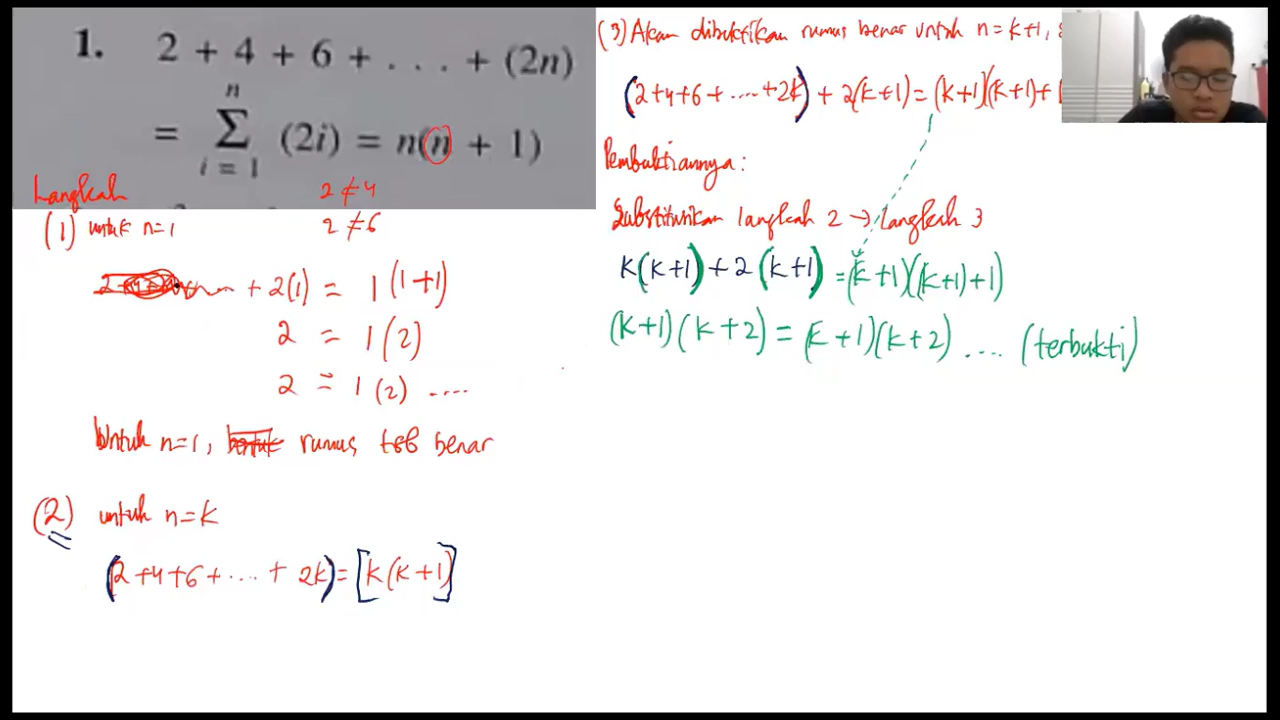 1. 2 + 4 + 6 + . . . + (2n)
n
= Σ (2i) = n(n + 1)
i = 1
Langkah
2 ≠ 4
(1) untuk n=1
2 ≠ 6
+ 2(1) = 1(1+1)
2 = 1(2)
2 = 1(2) ....
Untuk n=1, rumus tsb benar
(2) untuk n=k
(2+4+6+....+ 2k) = [k(k+1)]
(3) Akan dibuktikan rumus benar untuk n=k+1,
(2+4+6+....+2k) + 2(k+1) = (k+1)(k+1)+
Pembuktiannya:
Substitusikan langkah 2 → langkah 3
k(k+1) + 2(k+1) = (k+1)((k+1)+1)
(k+1)(k+2) = (k+1)(k+2) .... (terbukti)